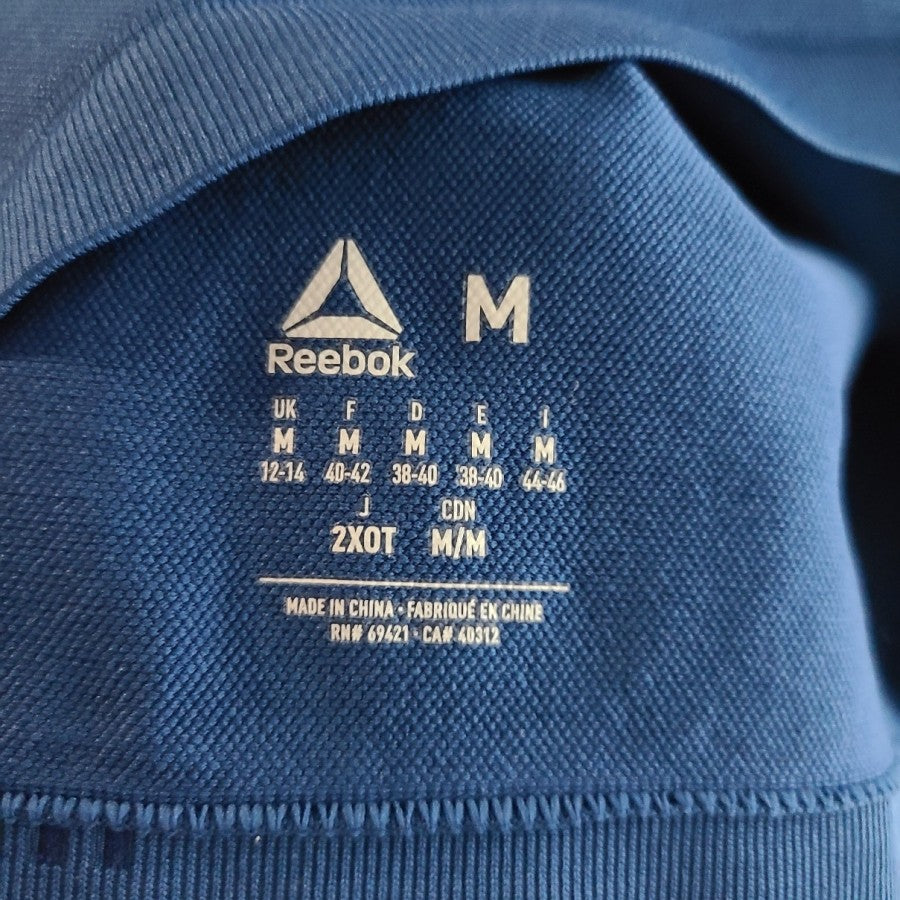 M
Reebok
UK F D E I
M M M M M
12-14 40-42 38-40 38-40 44-46
J CDN
2XOT M/M
MADE IN CHINA · FABRIQUÉ EN CHINE
RN# 69421 · CA# 40312